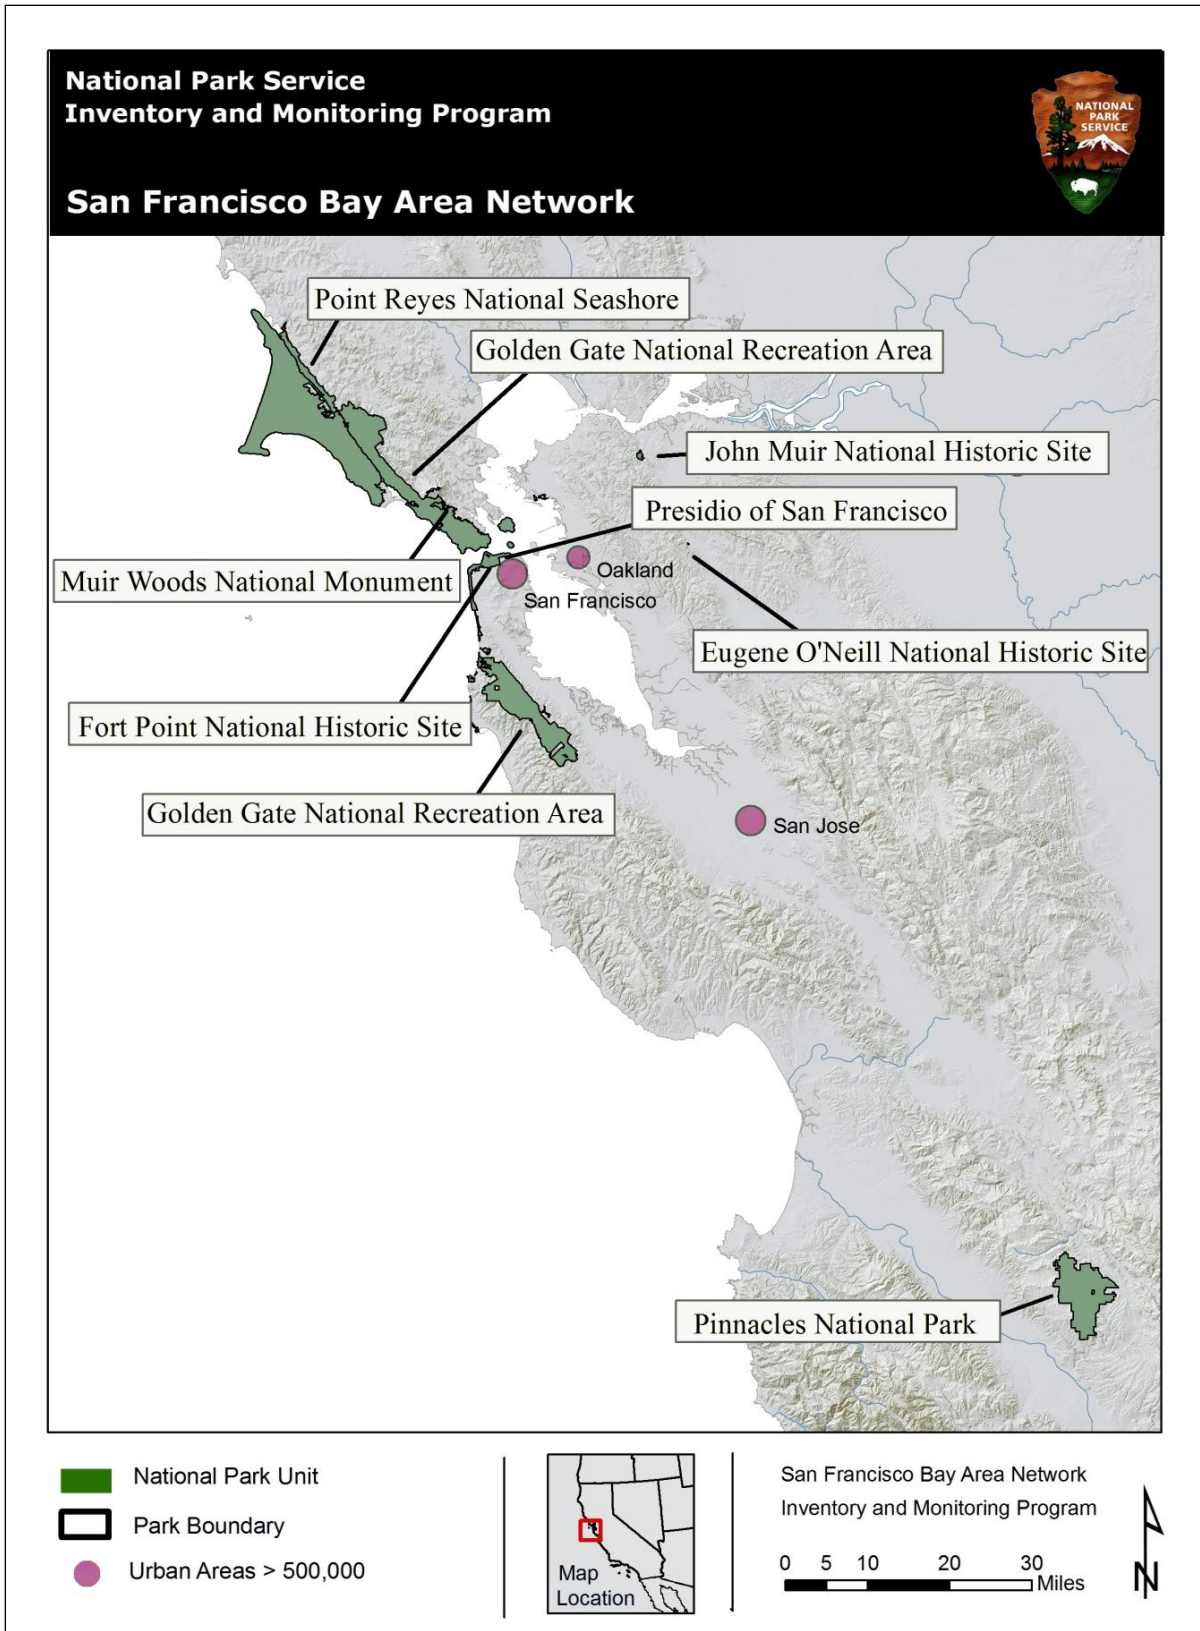 National Park Service
Inventory and Monitoring Program
San Francisco Bay Area Network
NATIONAL
PARK
SERVICE
Point Reyes National Seashore
Golden Gate National Recreation Area
John Muir National Historic Site
Presidio of San Francisco
Muir Woods National Monument
Oakland
San Francisco
Eugene O'Neill National Historic Site
Fort Point National Historic Site
Golden Gate National Recreation Area
San Jose
Pinnacles National Park
National Park Unit
Park Boundary
Urban Areas > 500,000
Map
Location
San Francisco Bay Area Network
Inventory and Monitoring Program
0 5 10 20 30
Miles
N